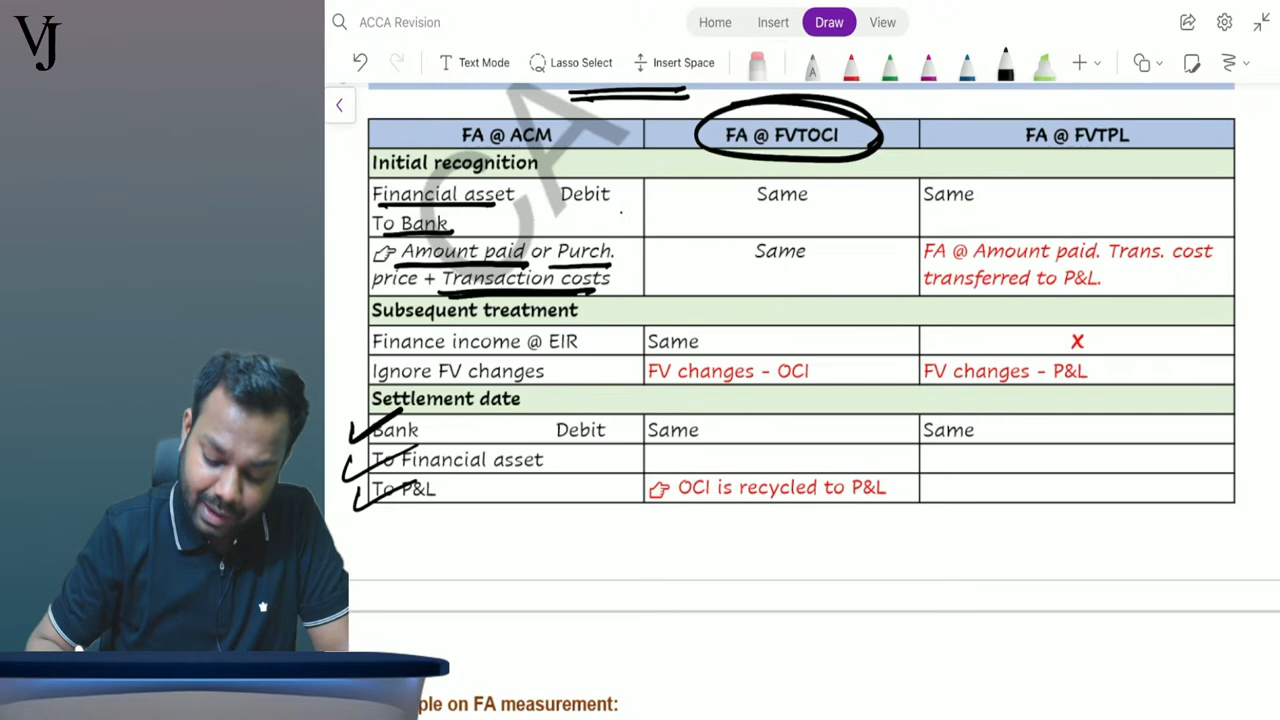 VJ
ACCA Revision
Home Insert Draw View
Text Mode Lasso Select Insert Space
CA
FA @ ACM FA @ FVTOCI FA @ FVTPL
Initial recognition
Financial asset Debit Same Same
To Bank
Amount paid or Purch. Same FA @ Amount paid. Trans. cost
price + Transaction costs transferred to P&L.
Subsequent treatment
Finance income @ EIR Same X
Ignore FV changes FV changes - OCI FV changes - P&L
Settlement date
Bank Debit Same Same
To Financial asset
To P&L OCI is recycled to P&L
ple on FA measurement: